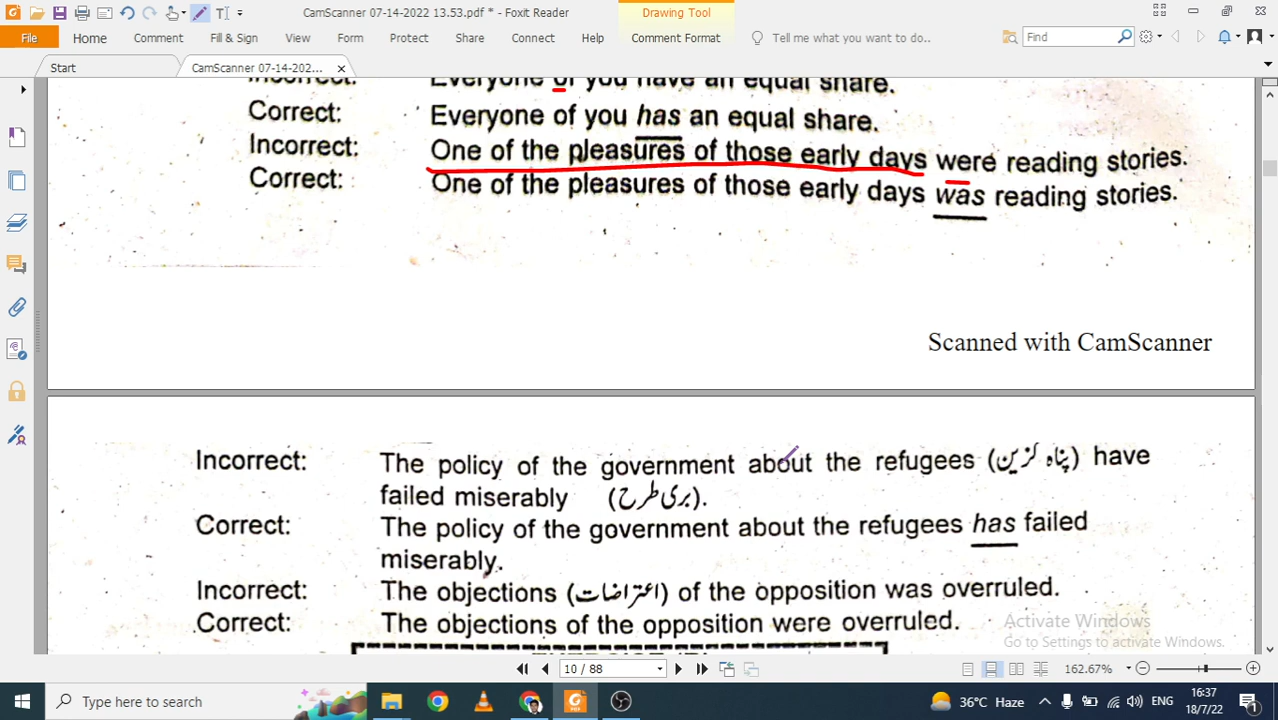 CamScanner 07-14-2022 13.53.pdf * - Foxit Reader
Drawing Tool
File Home Comment Fill & Sign View Form Protect Share Connect Help Comment Format Tell me what you want to do.. Find
Start CamScanner 07-14-202...
Incorrect: Everyone of you have an equal share.
Correct: Everyone of you has an equal share.
Incorrect: One of the pleasures of those early days were reading stories.
Correct: One of the pleasures of those early days was reading stories.
Scanned with CamScanner
Incorrect: The policy of the government about the refugees (پناہ گزین) have
failed miserably (بری طرح).
Correct: The policy of the government about the refugees has failed
miserably.
Incorrect: The objections (اعتراضات) of the opposition was overruled.
Correct: The objections of the opposition were overruled.
Activate Windows
Go to Settings to activate Windows.
10 / 88 162.67%
Type here to search
36°C Haze ENG
16:37
18/7/22